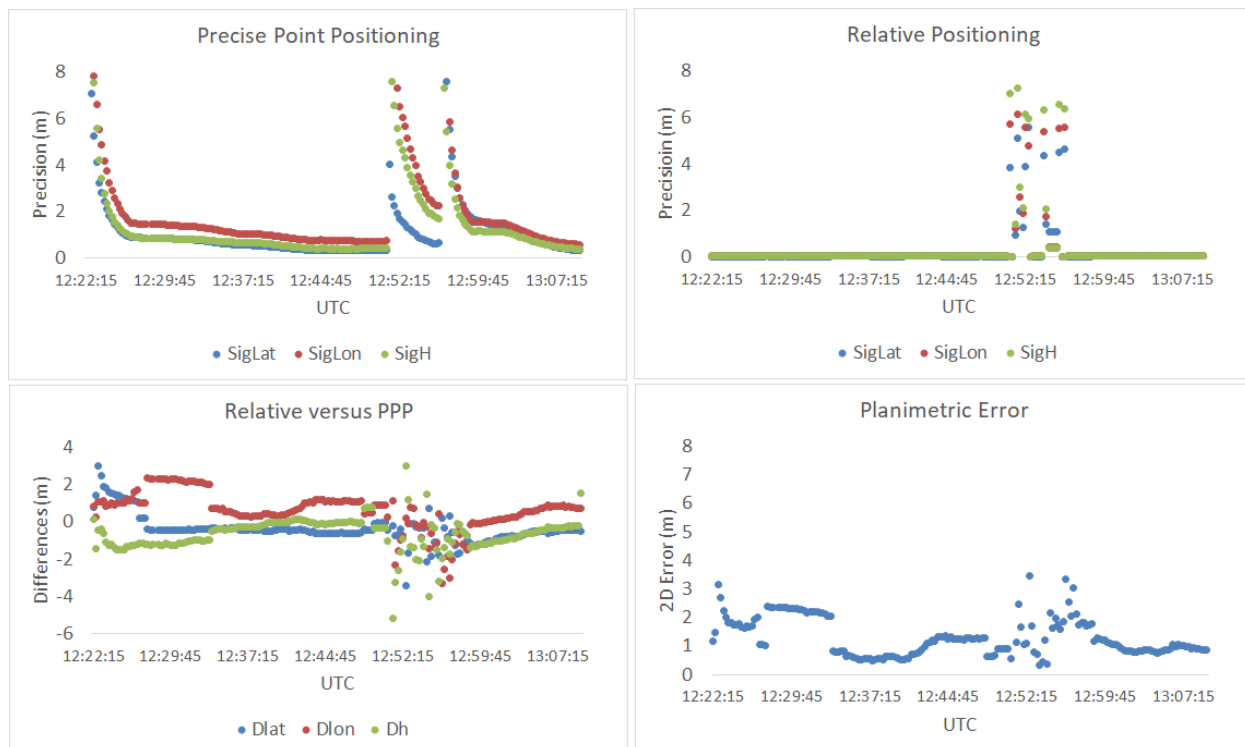 Precise Point Positioning
8
6
4
2
0
Precision (m)
12:22:15 12:29:45 12:37:15 12:44:45 12:52:15 12:59:45 13:07:15
UTC
SigLat SigLon SigH
Relative Positioning
8
6
4
2
0
Precisioin (m)
12:22:15 12:29:45 12:37:15 12:44:45 12:52:15 12:59:45 13:07:15
UTC
SigLat SigLon SigH
Relative versus PPP
4
2
0
-2
-4
-6
Differences (m)
12:22:15 12:29:45 12:37:15 12:44:45 12:52:15 12:59:45 13:07:15
UTC
Dlat Dlon Dh
Planimetric Error
8
7
6
5
4
3
2
1
0
2D Error (m)
12:22:15 12:29:45 12:37:15 12:44:45 12:52:15 12:59:45 13:07:15
UTC